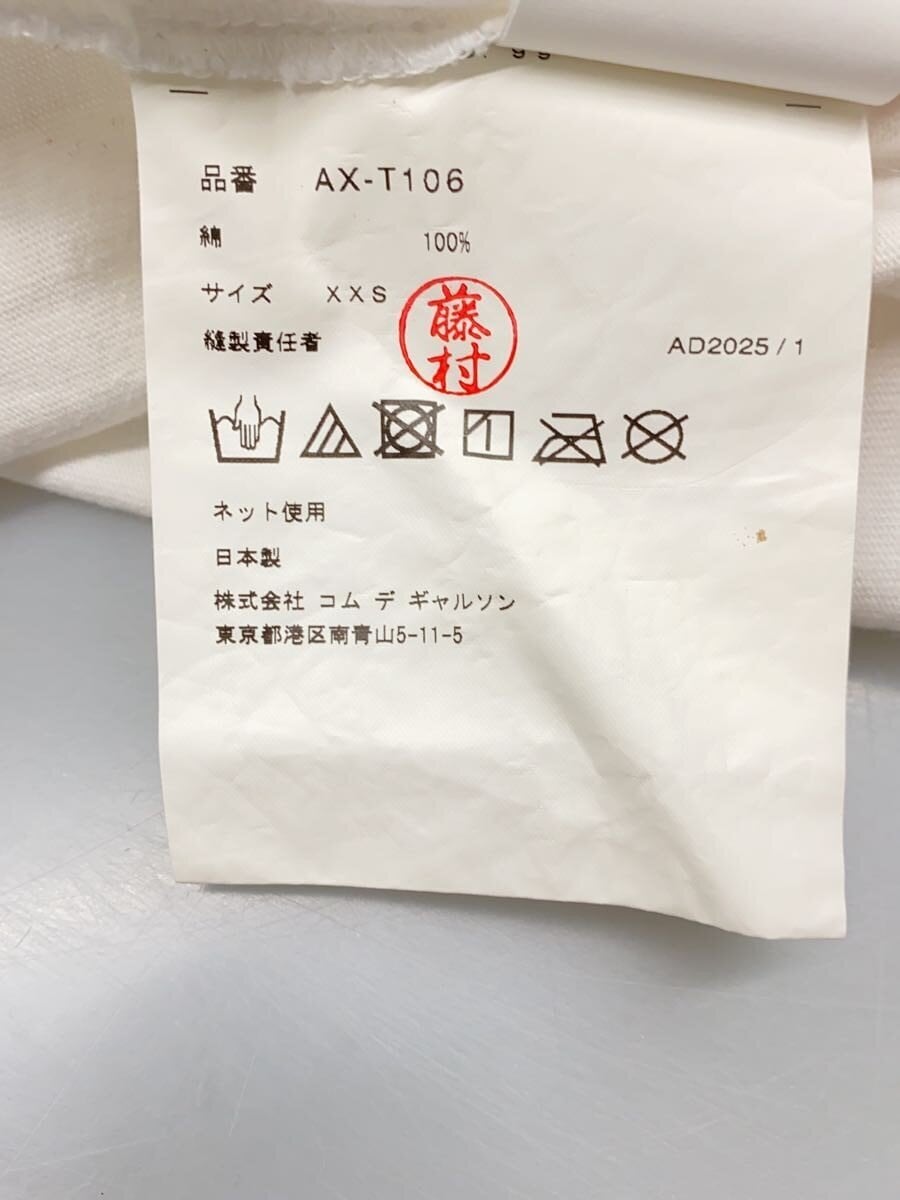 品番 AX-T106
綿 100%
サイズ XXS
藤村
縫製責任者 AD2025/1
ネット使用
日本製
株式会社 コム デ ギャルソン
東京都港区南青山5-11-5